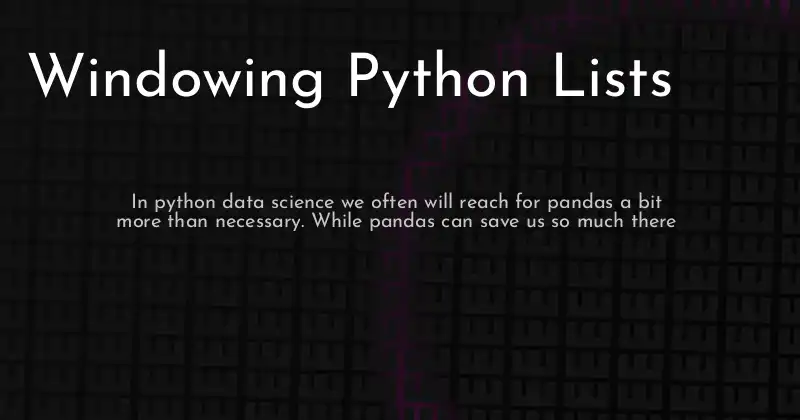 Windowing Python Lists
In python data science we often will reach for pandas a bit
more than necessary. While pandas can save us so much there